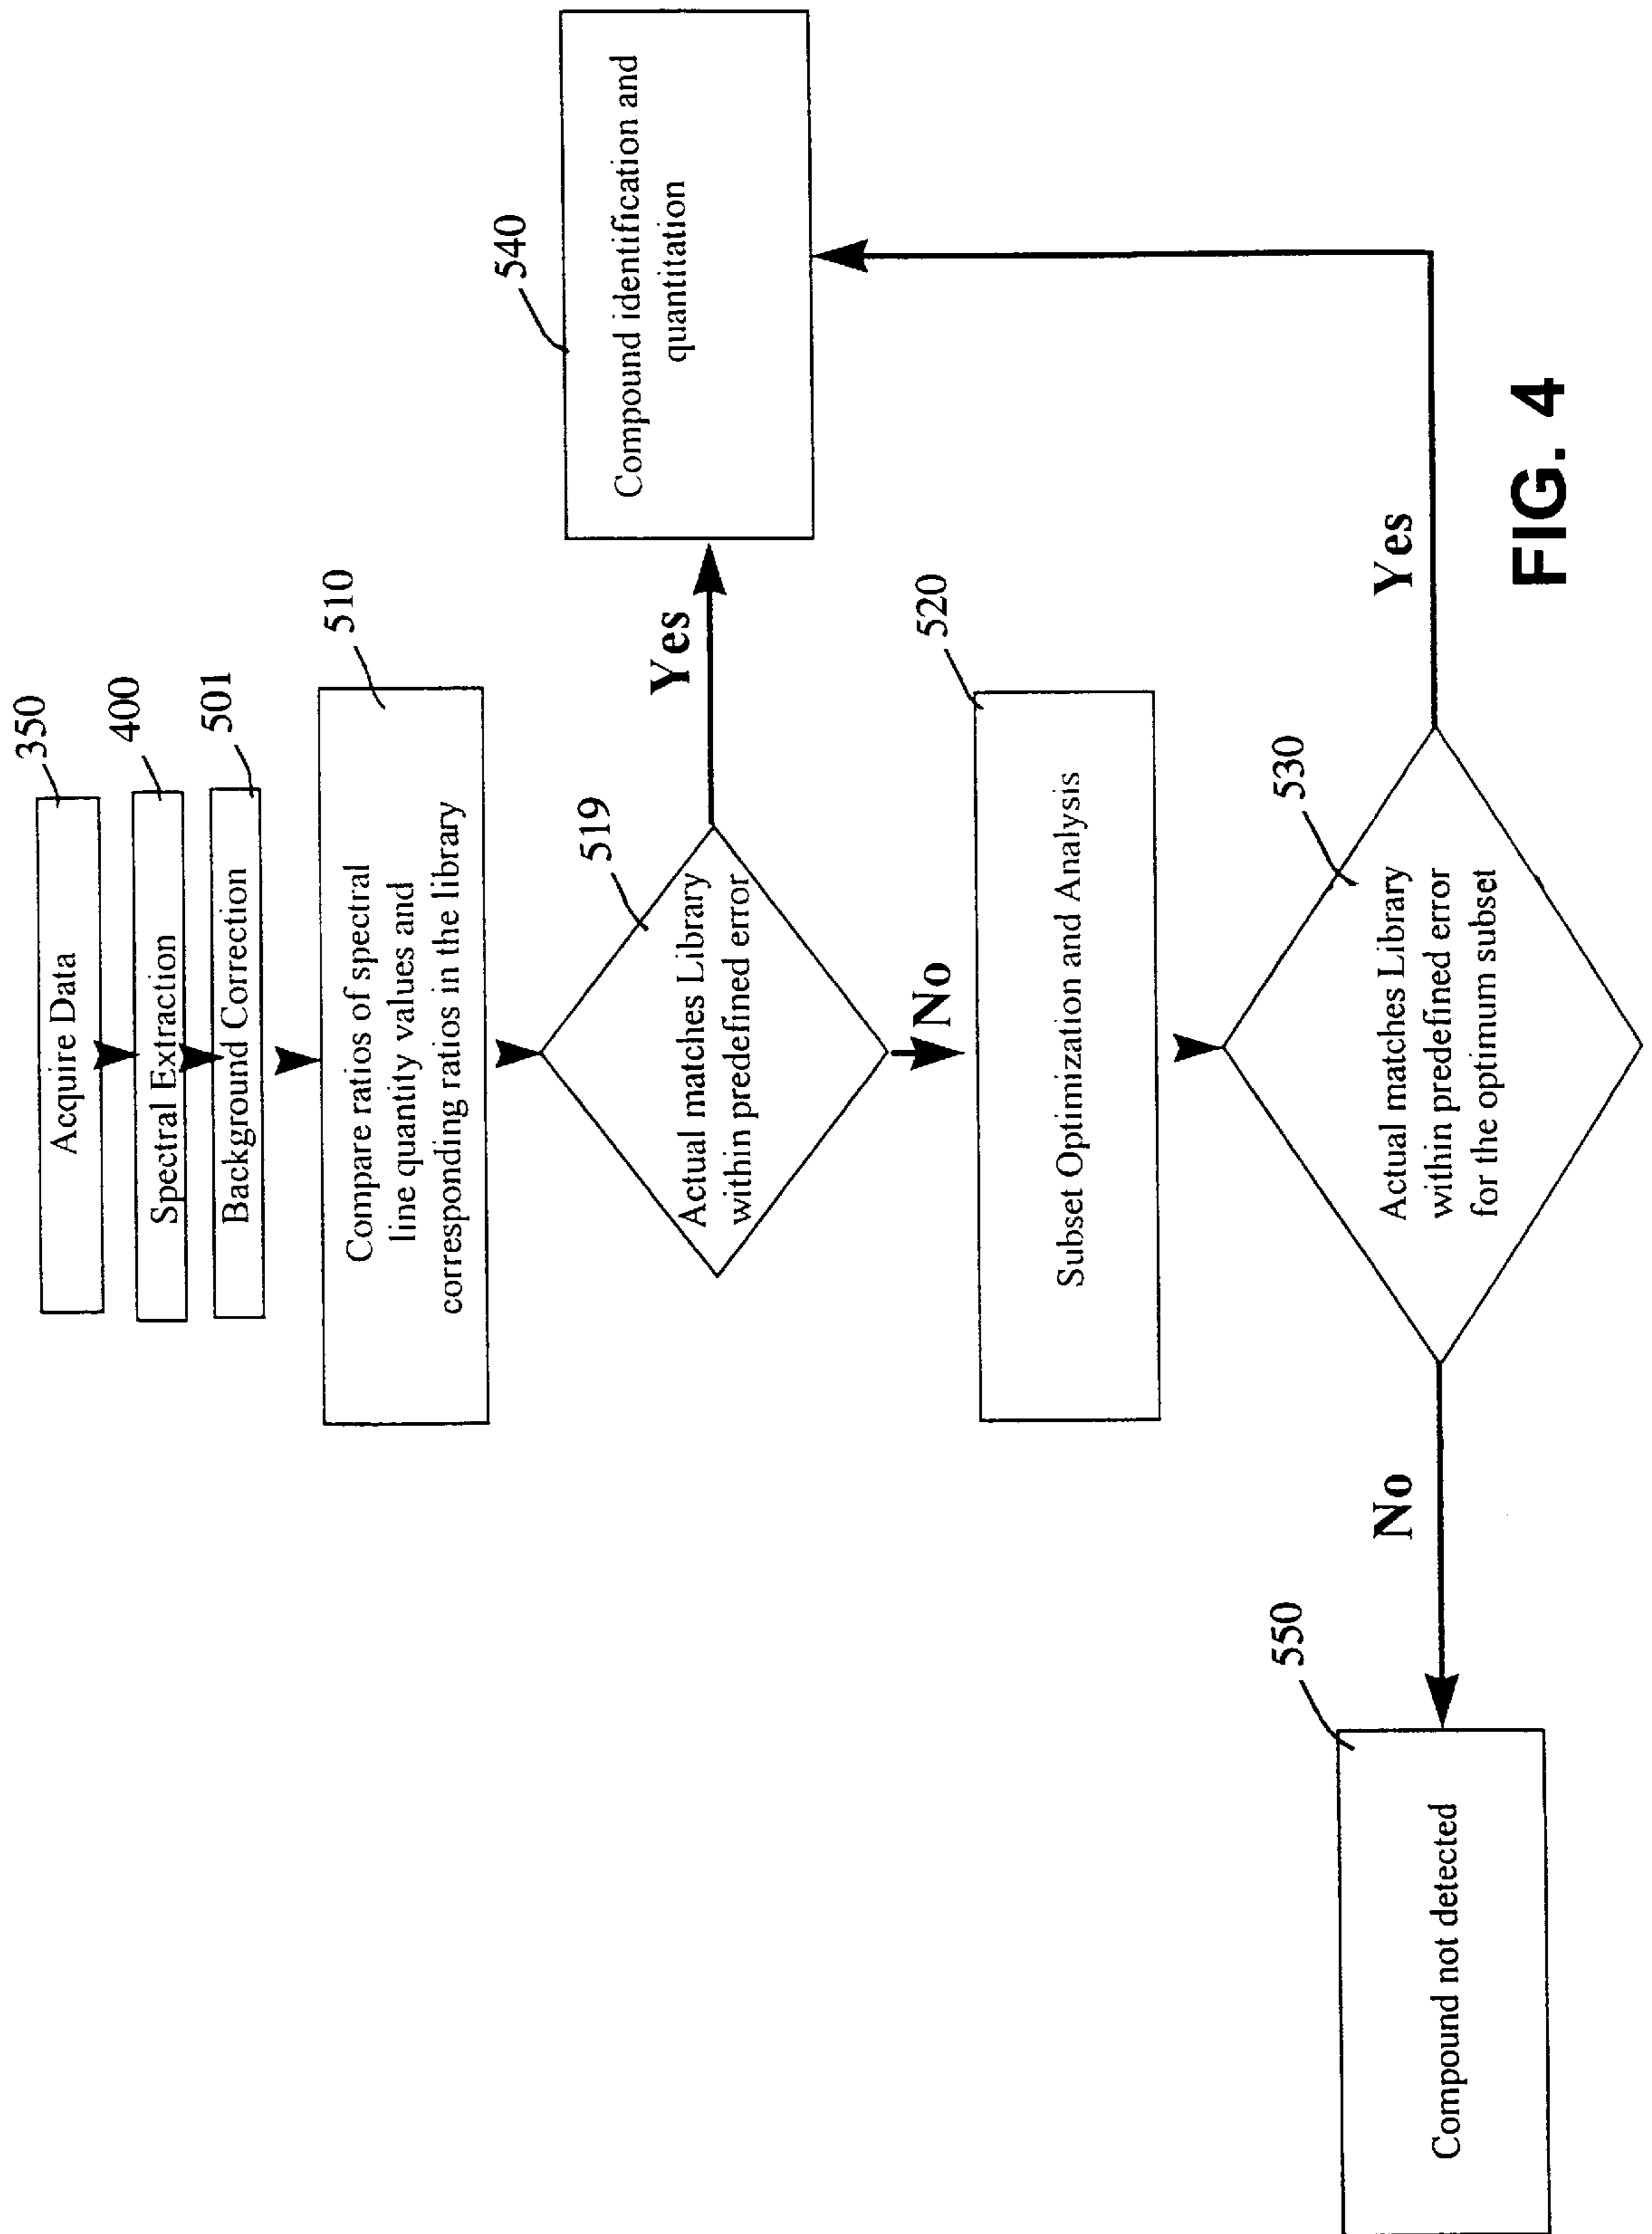 350
Acquire Data
400
Spectral Extraction
501
Background Correction
510
Compare ratios of spectral
line quantity values and
corresponding ratios in the library
519
Actual matches Library
within predefined error
Yes
540
Compound identification and
quantitation
No
520
Subset Optimization and Analysis
530
Actual matches Library
within predefined error
for the optimum subset
Yes
No
550
Compound not detected
FIG. 4